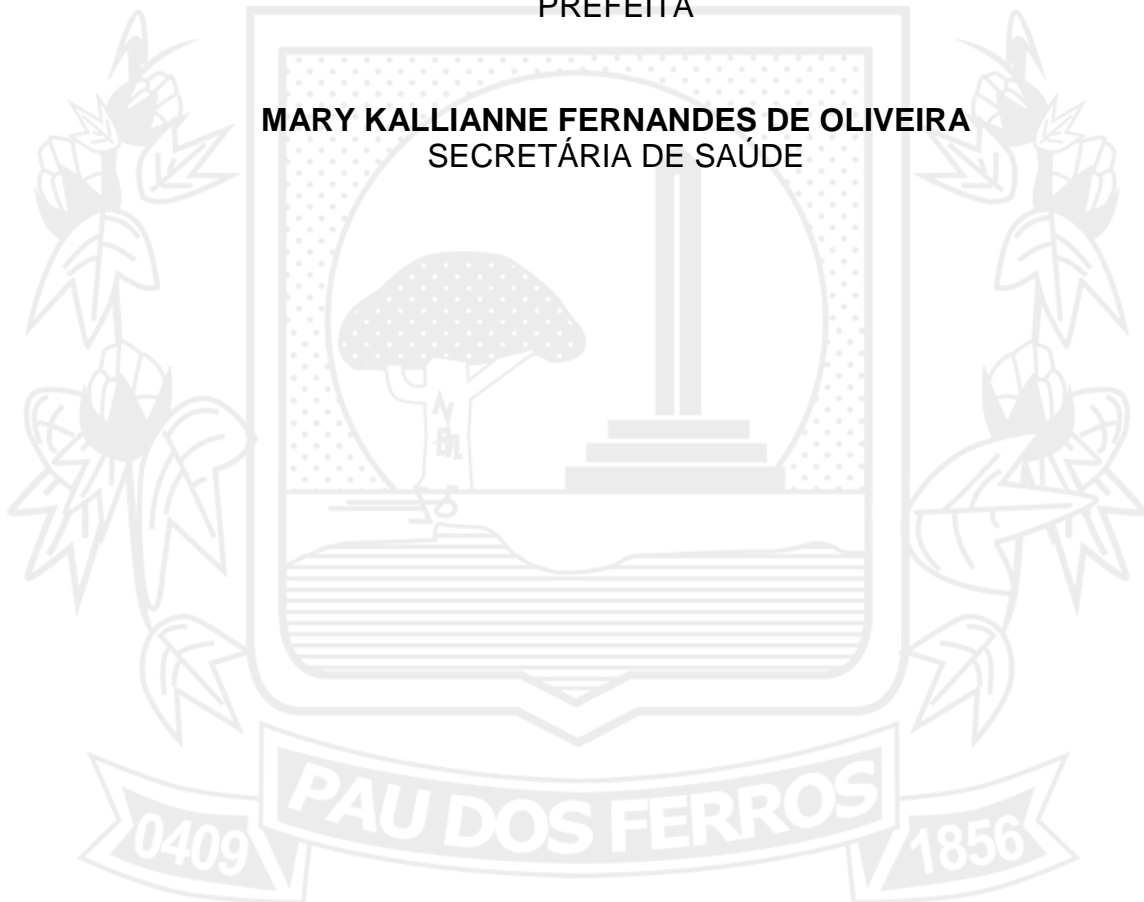 PREFEITA
MARY KALLIANNE FERNANDES DE OLIVEIRA
SECRETÁRIA DE SAÚDE
PAU DOS FERROS
0409
1856